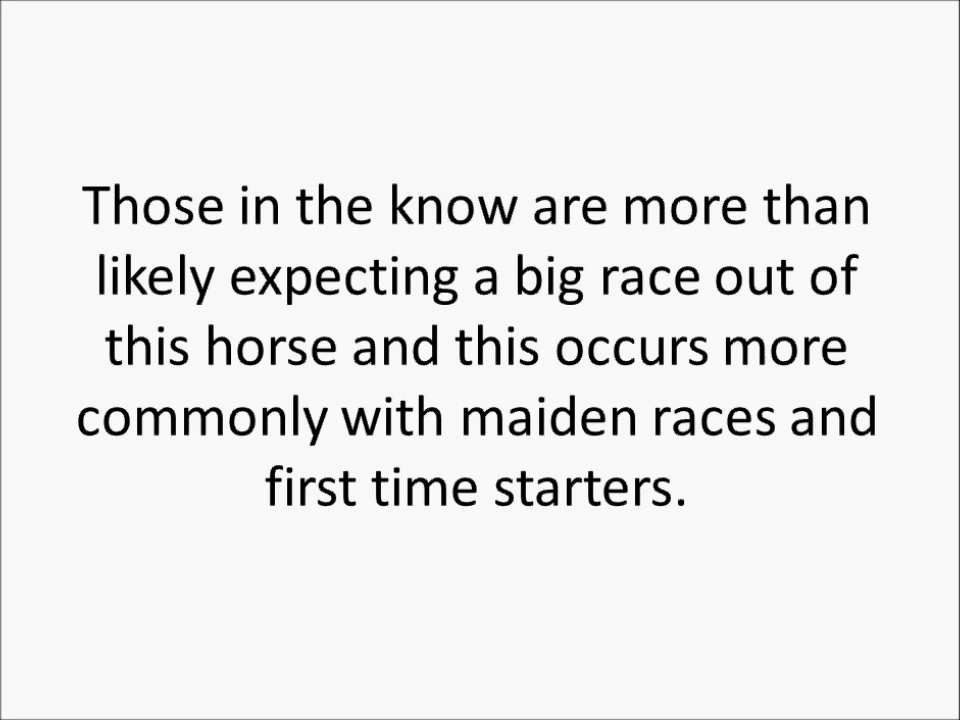 Those in the know are more than
likely expecting a big race out of
this horse and this occurs more
commonly with maiden races and
first time starters.